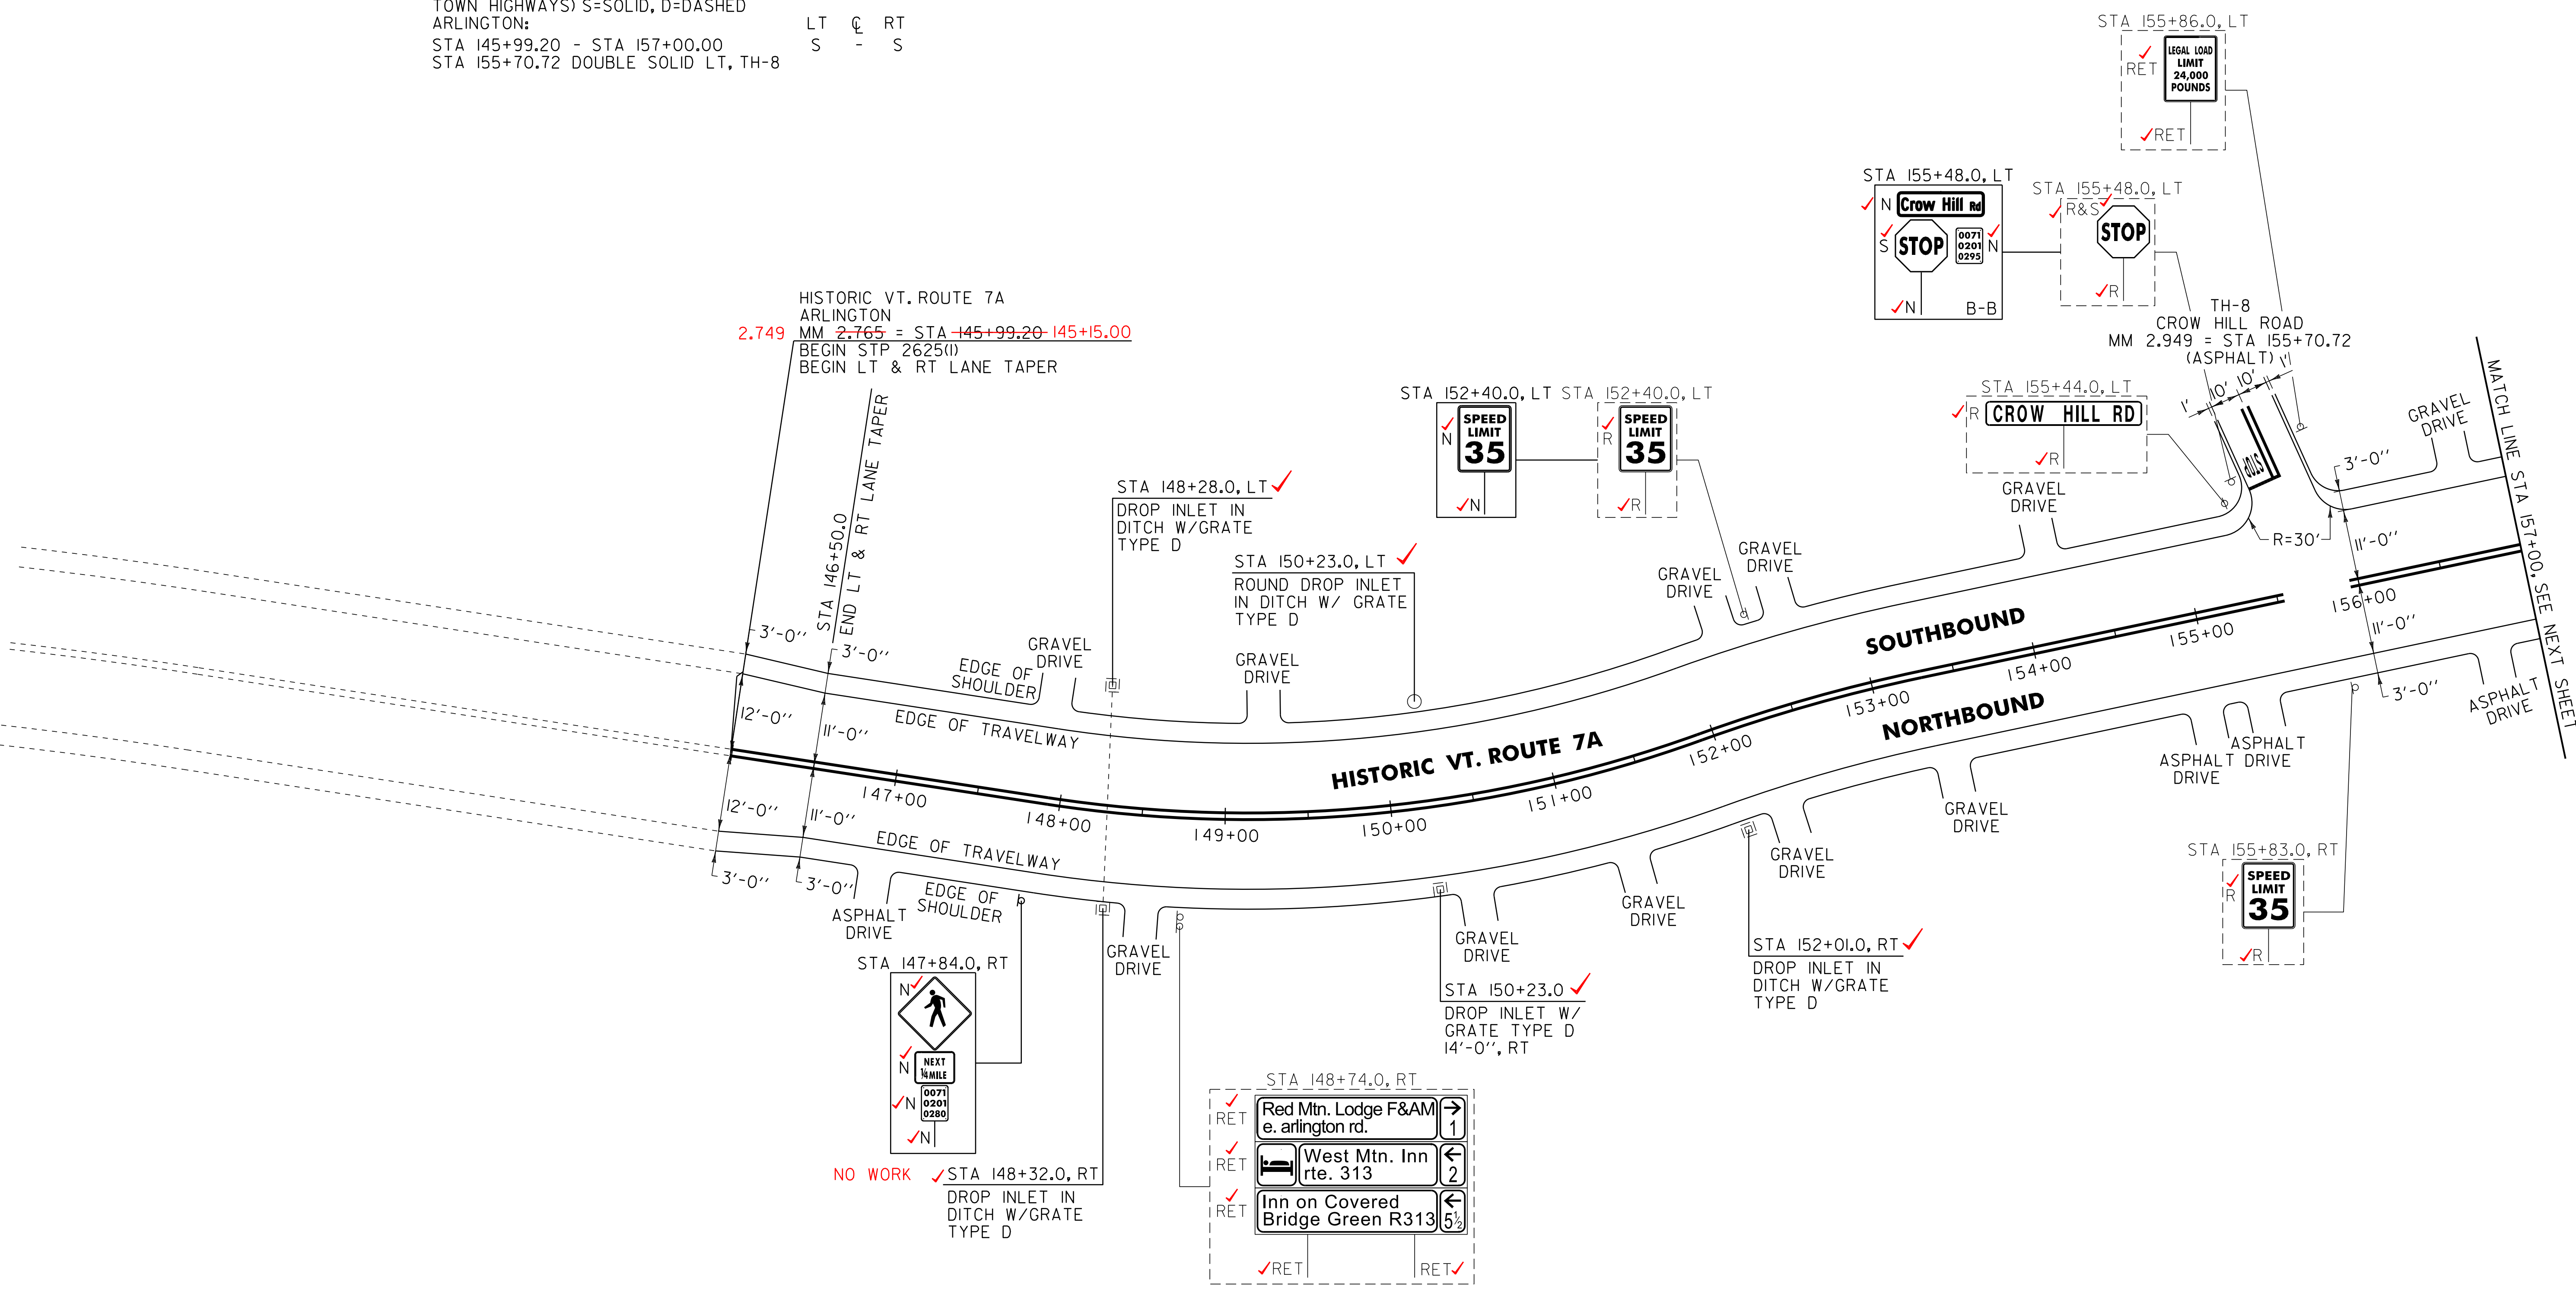 TOWN HIGHWAYS) S=SOLID, D=DASHED
ARLINGTON: LT ℄ RT
STA 145+99.20 - STA 157+00.00 S - S
STA 155+70.72 DOUBLE SOLID LT, TH-8
STA 155+86.0, LT
RET
LEGAL LOAD
LIMIT
24,000
POUNDS
RET
STA 155+48.0, LT
N Crow Hill Rd
S STOP 0071
0201 N
0295
N B-B
STA 155+48.0, LT
R&S
STOP
R
TH-8
CROW HILL ROAD
MM 2.949 = STA 155+70.72
(ASPHALT)
1' 10' 10' 1'
HISTORIC VT. ROUTE 7A
ARLINGTON
2.749 MM 2.765 = STA 145+99.20 145+15.00
BEGIN STP 2625(1)
BEGIN LT & RT LANE TAPER
STA 146+50.0
END LT & RT LANE TAPER
STA 148+28.0, LT
DROP INLET IN
DITCH W/GRATE
TYPE D
STA 150+23.0, LT
ROUND DROP INLET
IN DITCH W/ GRATE
TYPE D
STA 152+40.0, LT
N
SPEED
LIMIT
35
N
STA 152+40.0, LT
R
SPEED
LIMIT
35
R
STA 155+44.0, LT
R CROW HILL RD
R
STOP
GRAVEL
DRIVE
MATCH LINE STA 157+00, SEE NEXT SHEET
3'-0"
R=30'
11'-0"
11'-0"
3'-0"
GRAVEL
DRIVE
GRAVEL
DRIVE
GRAVEL
DRIVE
GRAVEL
DRIVE
GRAVEL
DRIVE
3'-0"
3'-0"
EDGE OF
SHOULDER
12'-0"
11'-0"
EDGE OF TRAVELWAY
SOUTHBOUND
HISTORIC VT. ROUTE 7A
NORTHBOUND
147+00
148+00
149+00
150+00
151+00
152+00
153+00
154+00
155+00
156+00
12'-0"
11'-0"
EDGE OF TRAVELWAY
3'-0"
3'-0"
EDGE OF
SHOULDER
ASPHALT
DRIVE
GRAVEL
DRIVE
GRAVEL
DRIVE
GRAVEL
DRIVE
GRAVEL
DRIVE
GRAVEL
DRIVE
ASPHALT
DRIVE
ASPHALT
DRIVE
ASPHALT
DRIVE
STA 147+84.0, RT
N
N
NEXT
¼ MILE
N
0071
0201
0280
N
NO WORK STA 148+32.0, RT
DROP INLET IN
DITCH W/GRATE
TYPE D
STA 148+74.0, RT
RET
Red Mtn. Lodge F&AM →
e. arlington rd. 1
RET
West Mtn. Inn ←
rte. 313 2
RET
Inn on Covered ←
Bridge Green R313 5½
RET RET
STA 150+23.0
DROP INLET W/
GRATE TYPE D
14'-0", RT
STA 152+01.0, RT
DROP INLET IN
DITCH W/GRATE
TYPE D
STA 155+83.0, RT
R
SPEED
LIMIT
35
R